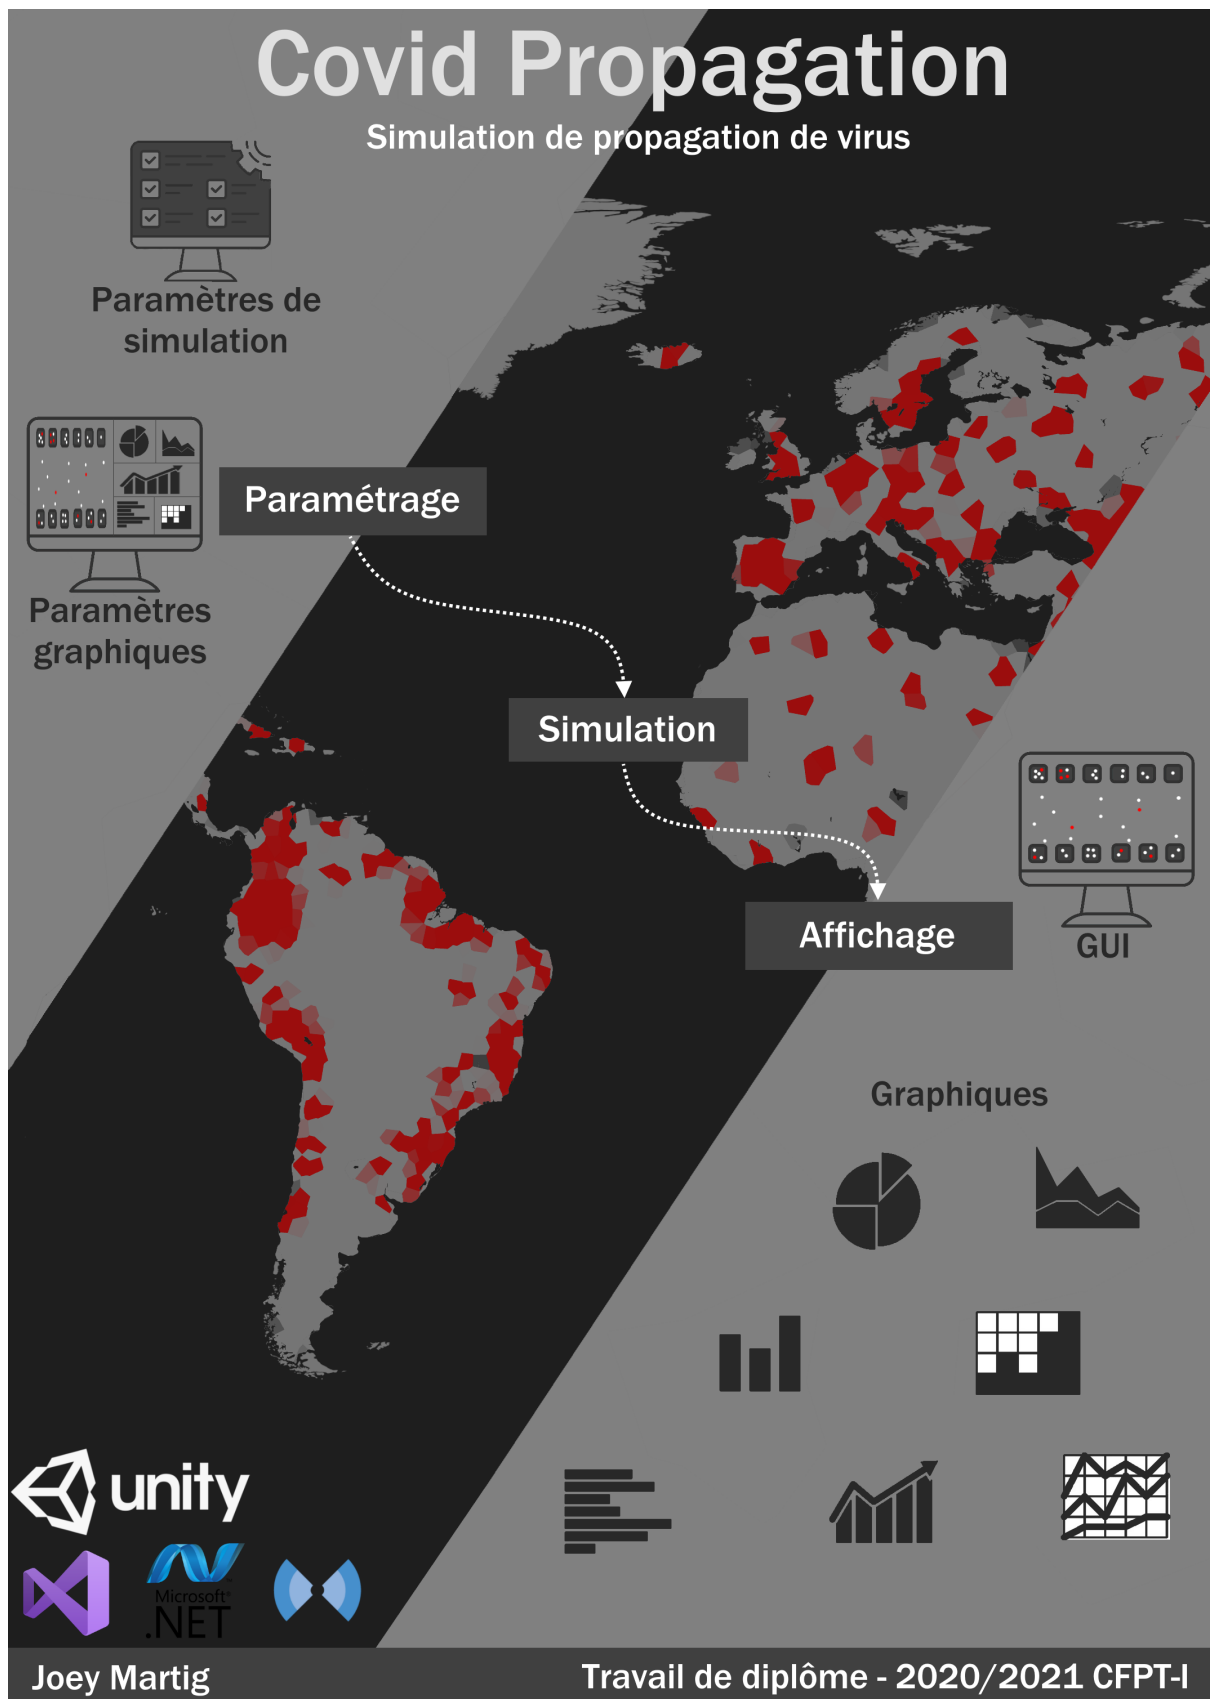 Covid Propagation
Simulation de propagation de virus
Paramètres de
simulation
Paramétrage
Paramètres
graphiques
Simulation
Affichage
GUI
Graphiques
unity
Microsoft®
.NET
Joey Martig
Travail de diplôme - 2020/2021 CFPT-I